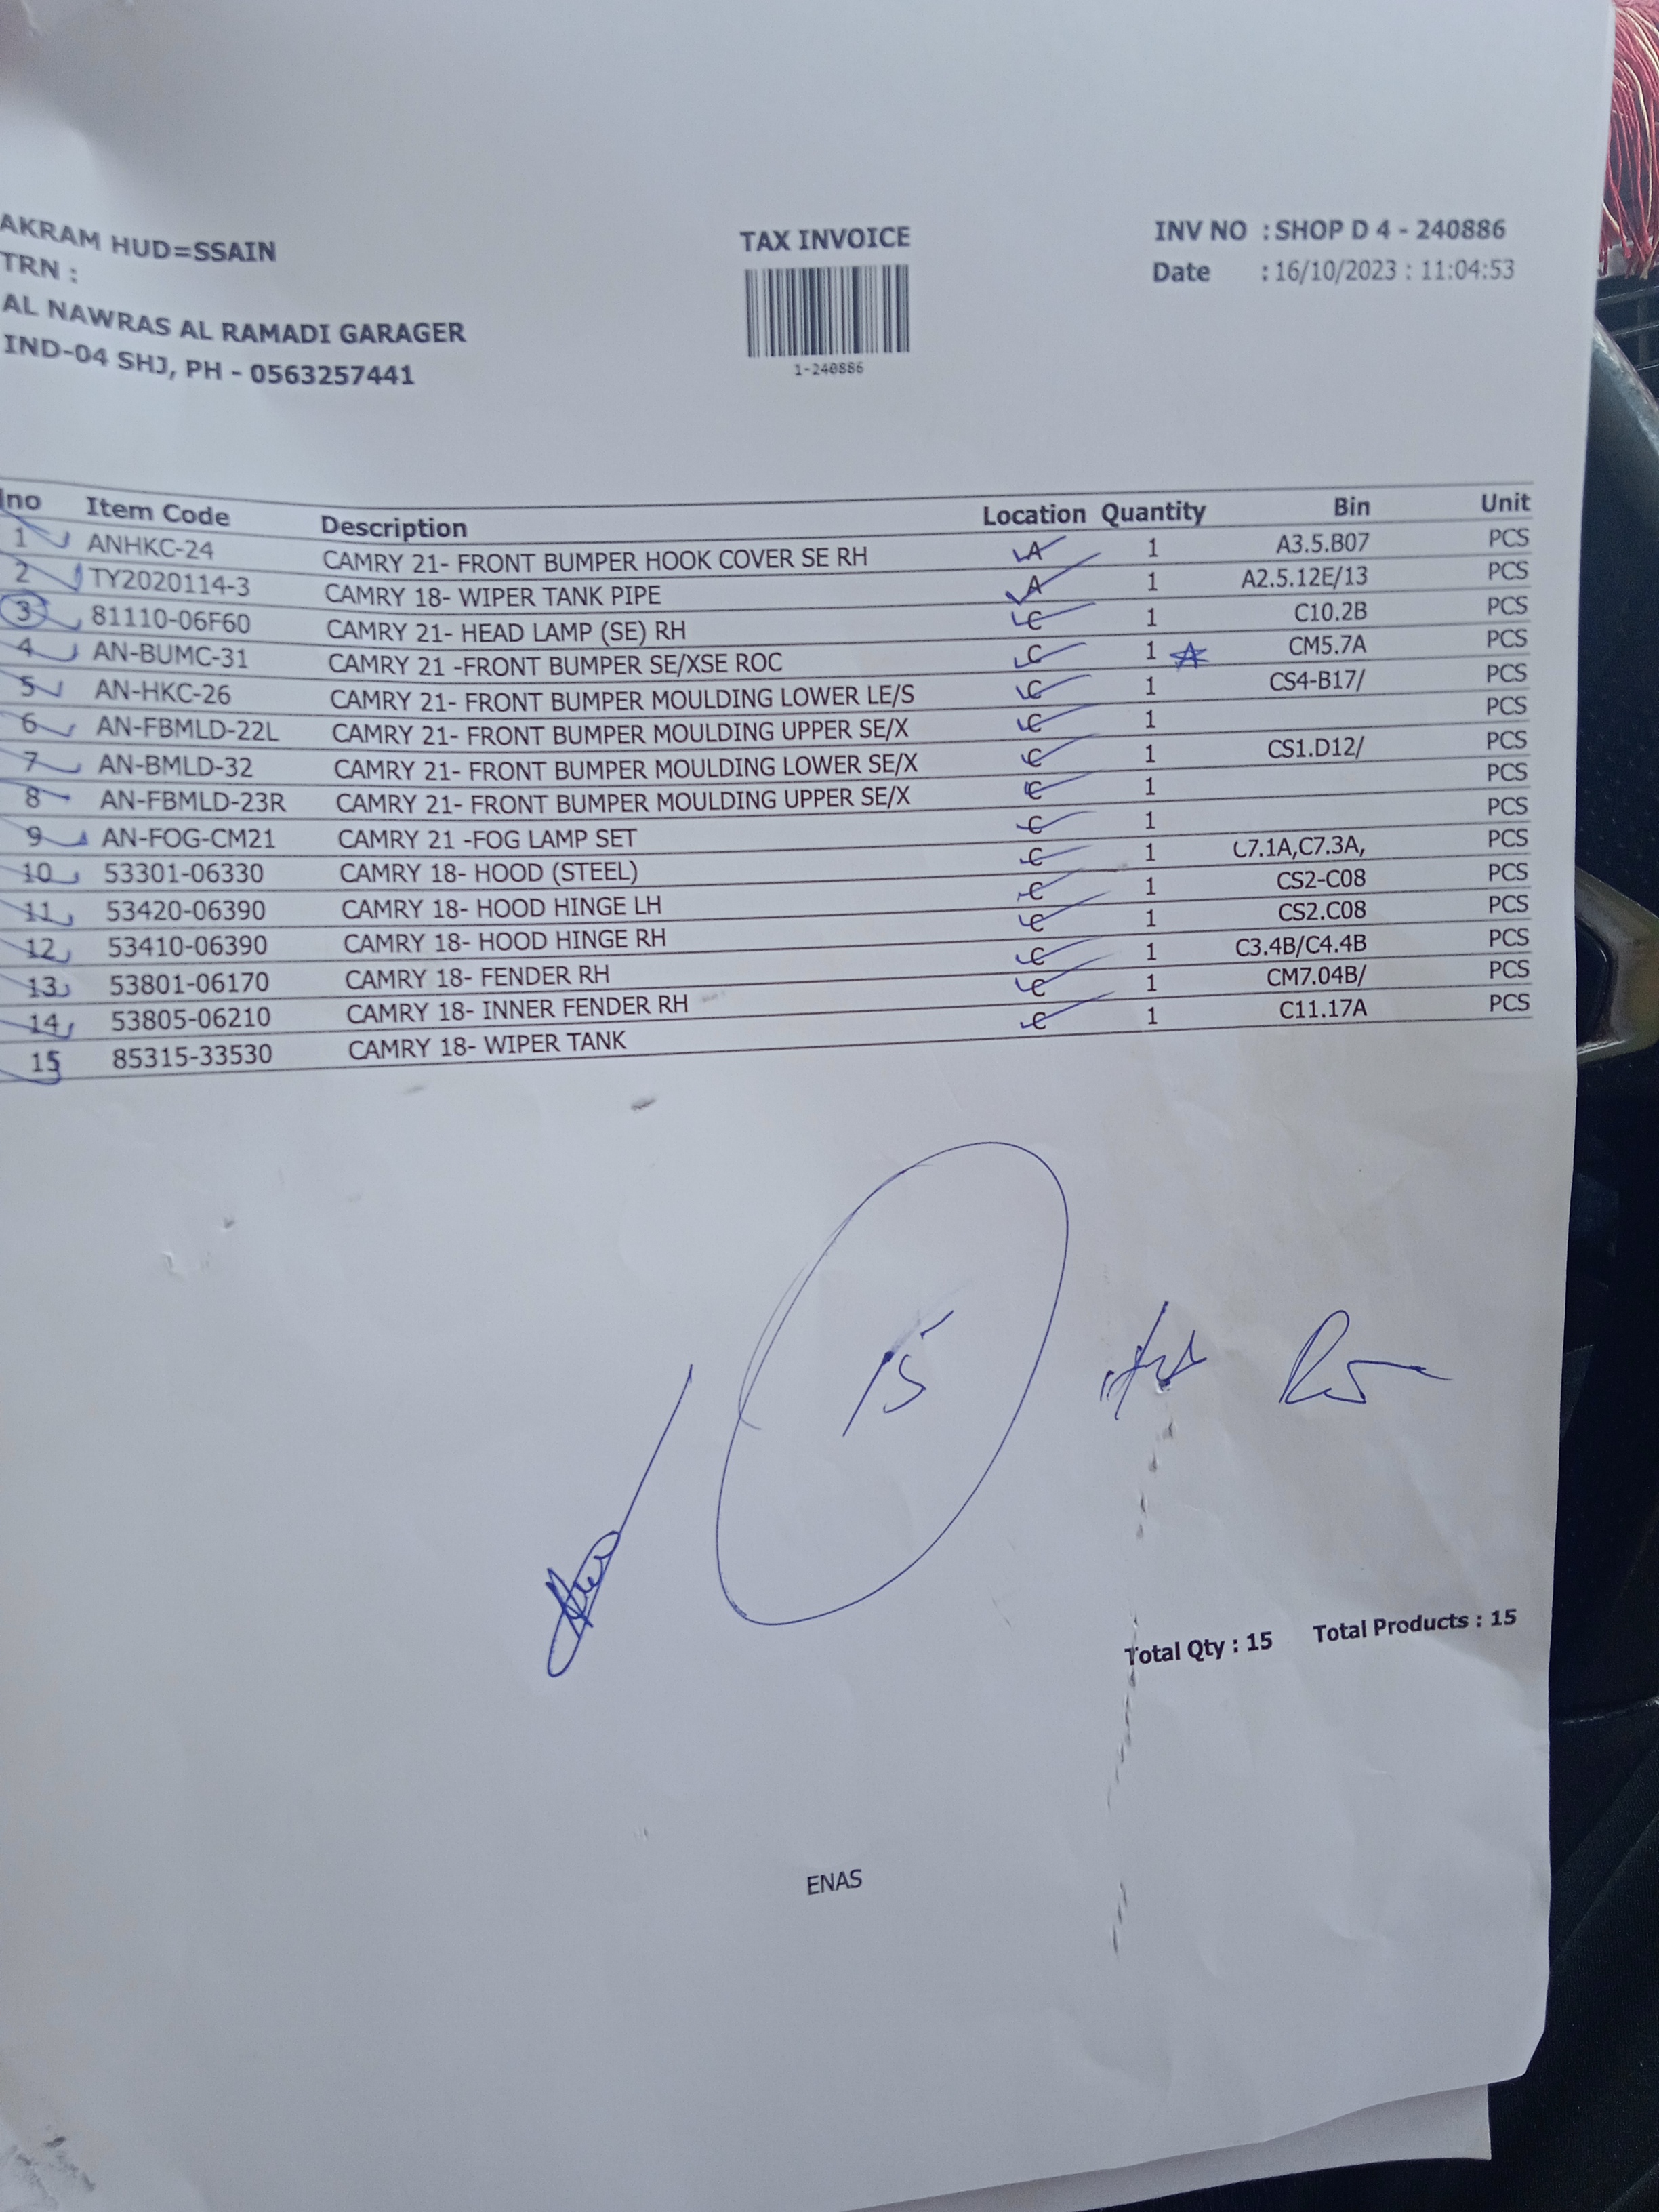 AKRAM HUD=SSAIN
TRN :
AL NAWRAS AL RAMADI GARAGER
IND-04 SHJ, PH - 0563257441
TAX INVOICE
1-240886
INV NO : SHOP D 4 - 240886
Date : 16/10/2023 : 11:04:53
lno Item Code Description Location Quantity Bin Unit
1 ANHKC-24 CAMRY 21- FRONT BUMPER HOOK COVER SE RH A 1 A3.5.B07 PCS
2 TY2020114-3 CAMRY 18- WIPER TANK PIPE A 1 A2.5.12E/13 PCS
3 81110-06F60 CAMRY 21- HEAD LAMP (SE) RH C 1 C10.2B PCS
4 AN-BUMC-31 CAMRY 21 -FRONT BUMPER SE/XSE ROC C 1 CM5.7A PCS
5 AN-HKC-26 CAMRY 21- FRONT BUMPER MOULDING LOWER LE/S C 1 CS4-B17/ PCS
6 AN-FBMLD-22L CAMRY 21- FRONT BUMPER MOULDING UPPER SE/X C 1 PCS
7 AN-BMLD-32 CAMRY 21- FRONT BUMPER MOULDING LOWER SE/X C 1 CS1.D12/ PCS
8 AN-FBMLD-23R CAMRY 21- FRONT BUMPER MOULDING UPPER SE/X C 1 PCS
9 AN-FOG-CM21 CAMRY 21 -FOG LAMP SET C 1 PCS
10 53301-06330 CAMRY 18- HOOD (STEEL) C 1 C7.1A,C7.3A, PCS
11 53420-06390 CAMRY 18- HOOD HINGE LH C 1 CS2-C08 PCS
12 53410-06390 CAMRY 18- HOOD HINGE RH C 1 CS2.C08 PCS
13 53801-06170 CAMRY 18- FENDER RH C 1 C3.4B/C4.4B PCS
14 53805-06210 CAMRY 18- INNER FENDER RH C 1 CM7.04B/ PCS
15 85315-33530 CAMRY 18- WIPER TANK C 1 C11.17A PCS
15
Total Qty : 15 Total Products : 15
ENAS